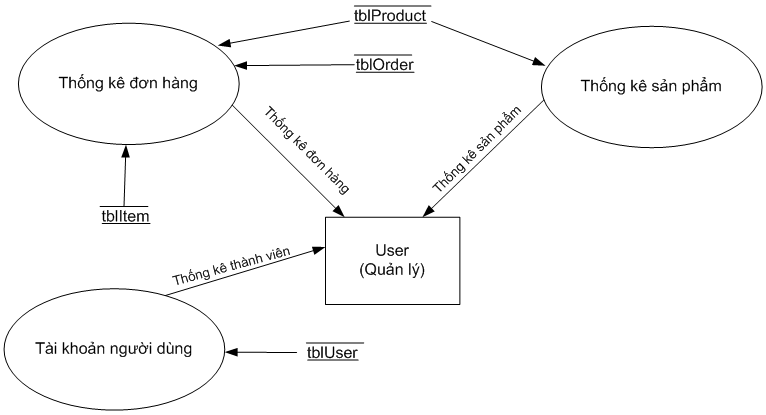 tblProduct
Thống kê đơn hàng
tblOrder
Thống kê sản phẩm
Thống kê đơn hàng
Thống kê sản phẩm
tblItem
User
(Quản lý)
Thống kê thành viên
Tài khoản người dùng
tblUser